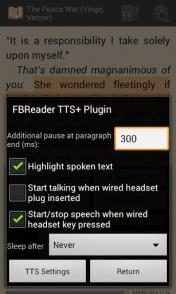 The Peace War (Vinge,
Vernor)
"It is a responsibility I take solely
upon myself."
That's damned magnanimous of
you. She wondered fleetingly if
FBReader TTS+ Plugin
Additional pause at paragraph
end (ms):
300
Highlight spoken text
Start talking when wired headset
plug inserted
Start/stop speech when wired
headset key pressed
Sleep after
Never
TTS Settings
Return